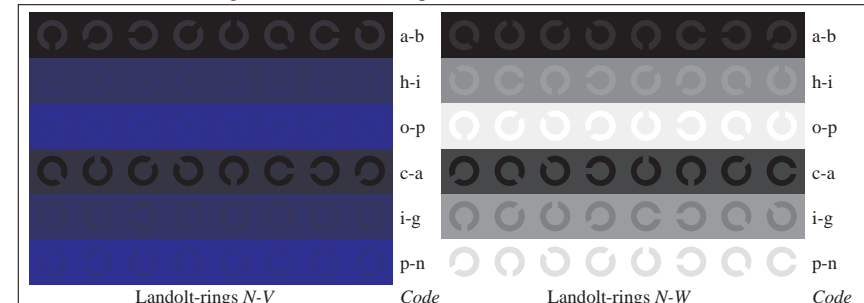 a-b a-b
h-i h-i
o-p o-p
c-a c-a
i-g i-g
p-n p-n
Landolt-rings N-V Code Landolt-rings N-W Code